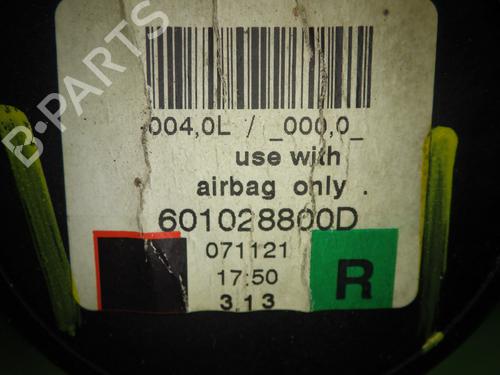 B-PARTS
004,0L / _000,0_
use with
airbag only .
601028800D
071121
17:50
3.13
R